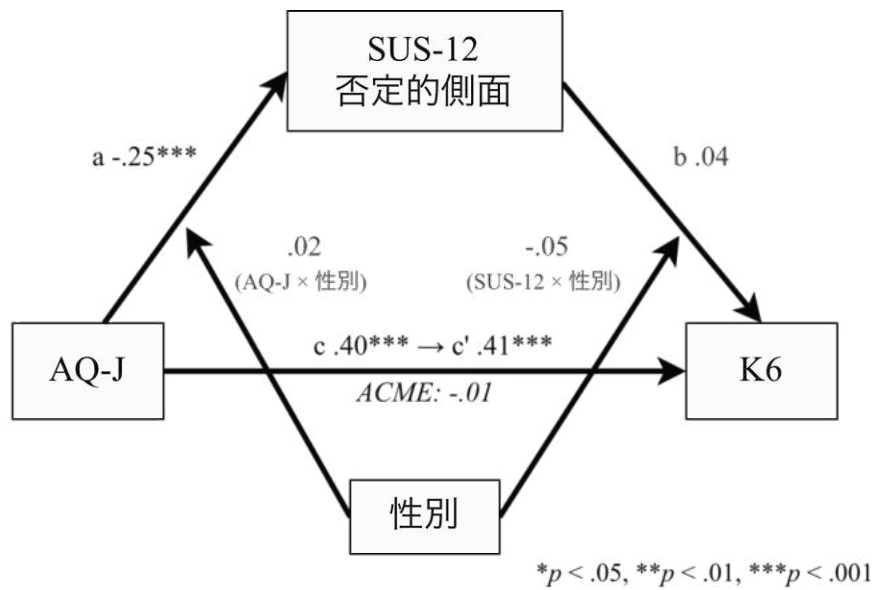 SUS-12
否定的側面
a -.25***
b .04
.02
(AQ-J × 性別)
-.05
(SUS-12 × 性別)
AQ-J
c .40*** → c' .41***
ACME: -.01
K6
性別
*p < .05, **p < .01, ***p < .001